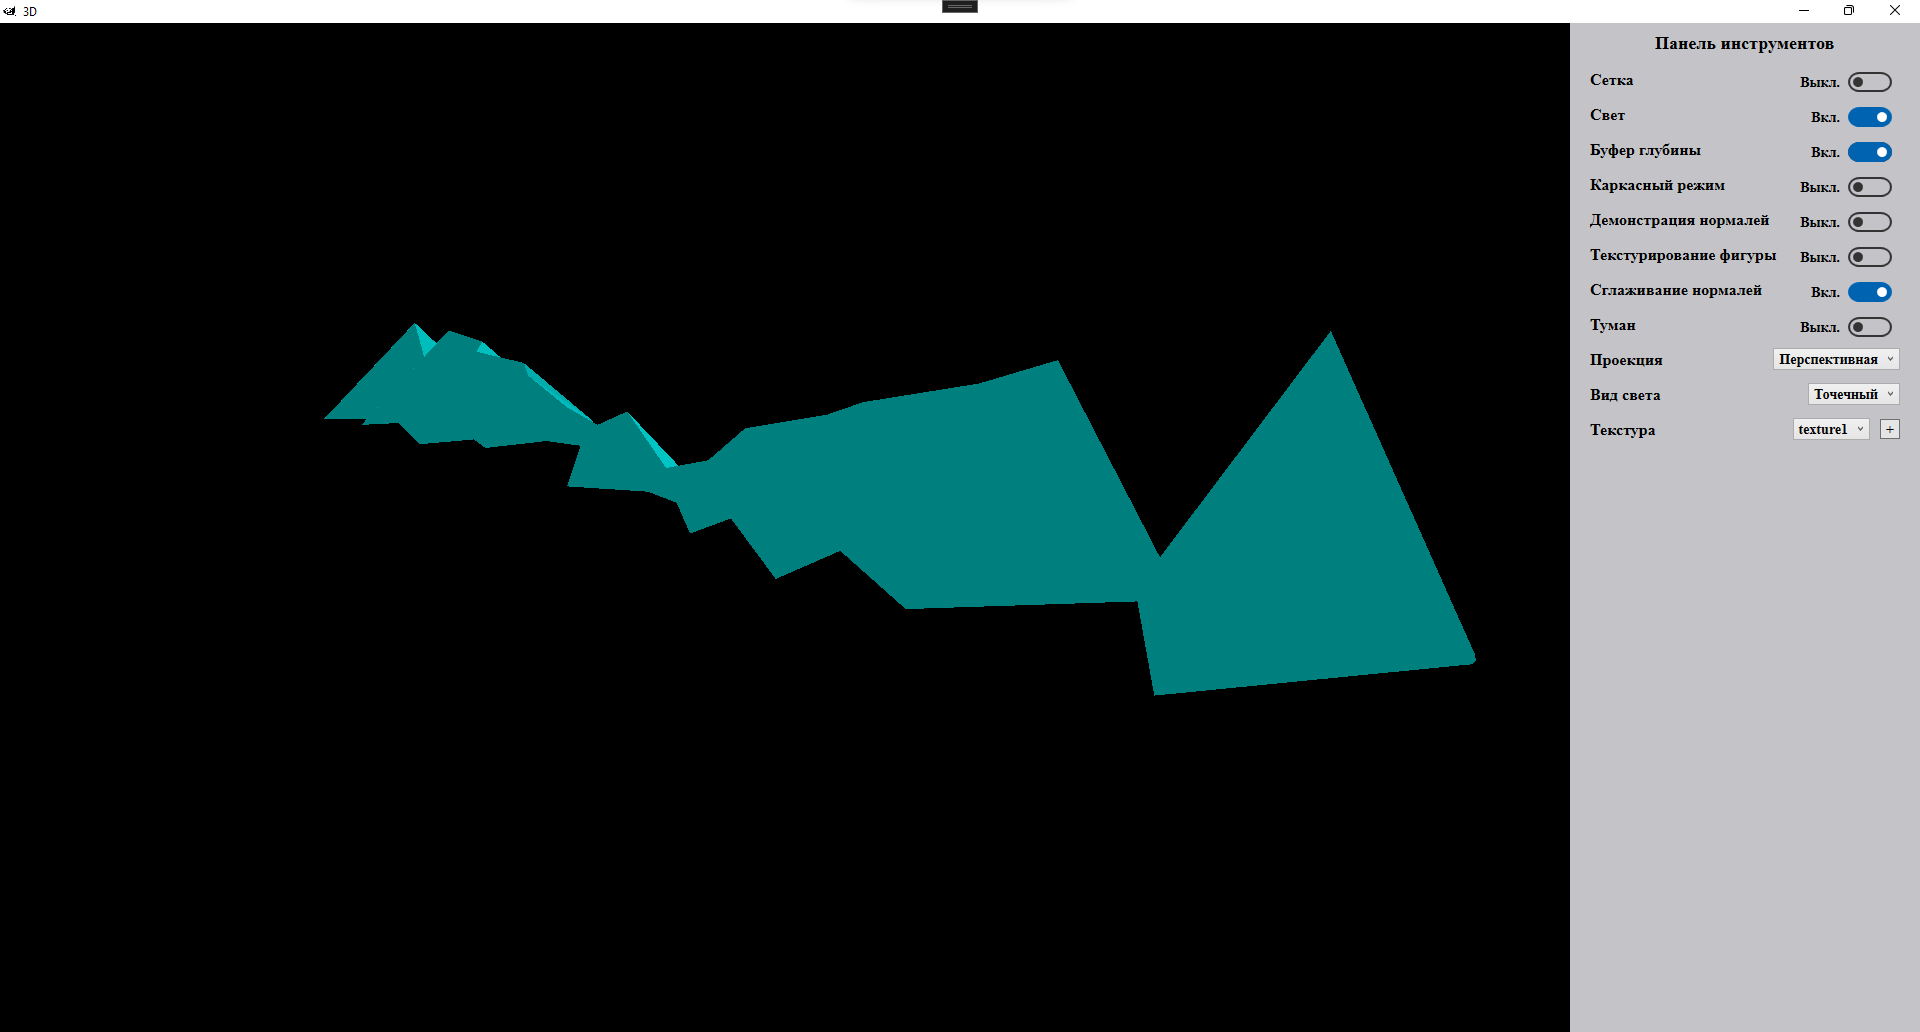 3D
Панель инструментов
Сетка Выкл.
Свет Вкл.
Буфер глубины Вкл.
Каркасный режим Выкл.
Демонстрация нормалей Выкл.
Текстурирование фигуры Выкл.
Сглаживание нормалей Вкл.
Туман Выкл.
Проекция Перспективная
Вид света Точечный
Текстура texture1 +